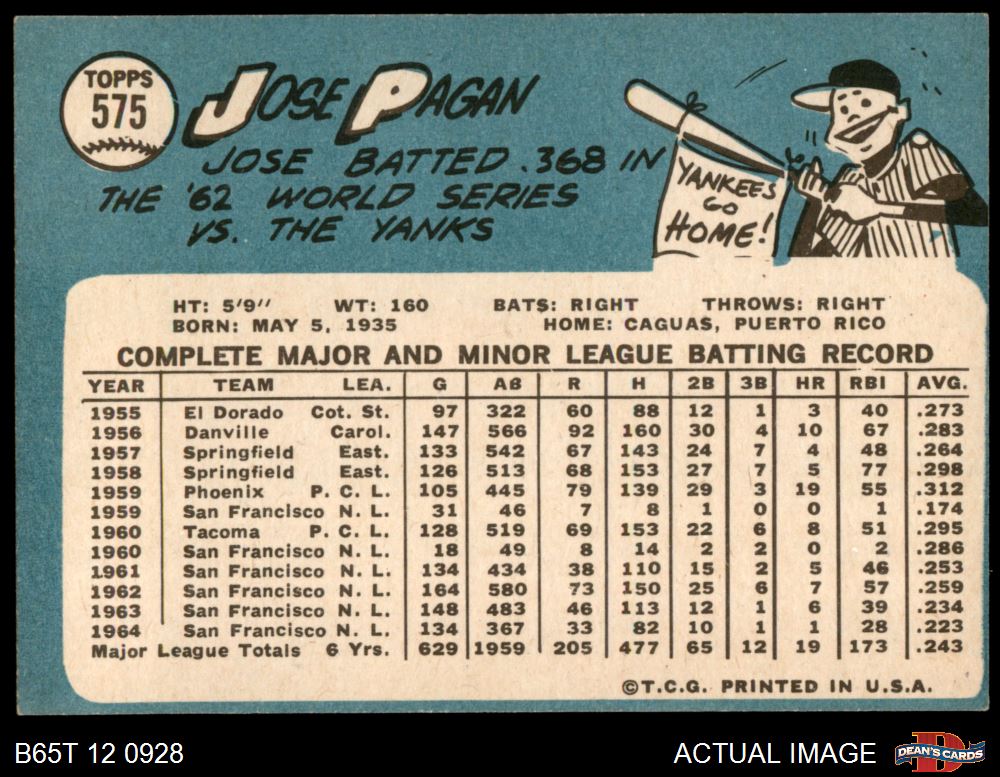 TOPPS
575
JOSE PAGAN
JOSE BATTED .368 IN
THE '62 WORLD SERIES
VS. THE YANKS
YANKEES
GO
HOME!
HT: 5'9" WT: 160 BATS: RIGHT THROWS: RIGHT
BORN: MAY 5, 1935 HOME: CAGUAS, PUERTO RICO
COMPLETE MAJOR AND MINOR LEAGUE BATTING RECORD
YEAR TEAM LEA. G AB R H 2B 3B HR RBI AVG.
1955 El Dorado Cot. St. 97 322 60 88 12 1 3 40 .273
1956 Danville Carol. 147 566 92 160 30 4 10 67 .283
1957 Springfield East. 133 542 67 143 24 7 4 48 .264
1958 Springfield East. 126 513 68 153 27 7 5 77 .298
1959 Phoenix P. C. L. 105 445 79 139 29 3 19 55 .312
1959 San Francisco N. L. 31 46 7 8 1 0 0 1 .174
1960 Tacoma P. C. L. 128 519 69 153 22 6 8 51 .295
1960 San Francisco N. L. 18 49 8 14 2 2 0 2 .286
1961 San Francisco N. L. 134 434 38 110 15 2 5 46 .253
1962 San Francisco N. L. 164 580 73 150 25 6 7 57 .259
1963 San Francisco N. L. 148 483 46 113 12 1 6 39 .234
1964 San Francisco N. L. 134 367 33 82 10 1 1 28 .223
Major League Totals 6 Yrs. 629 1959 205 477 65 12 19 173 .243
©T.C.G. PRINTED IN U.S.A.
B65T 12 0928
ACTUAL IMAGE
D
DEAN'S CARDS